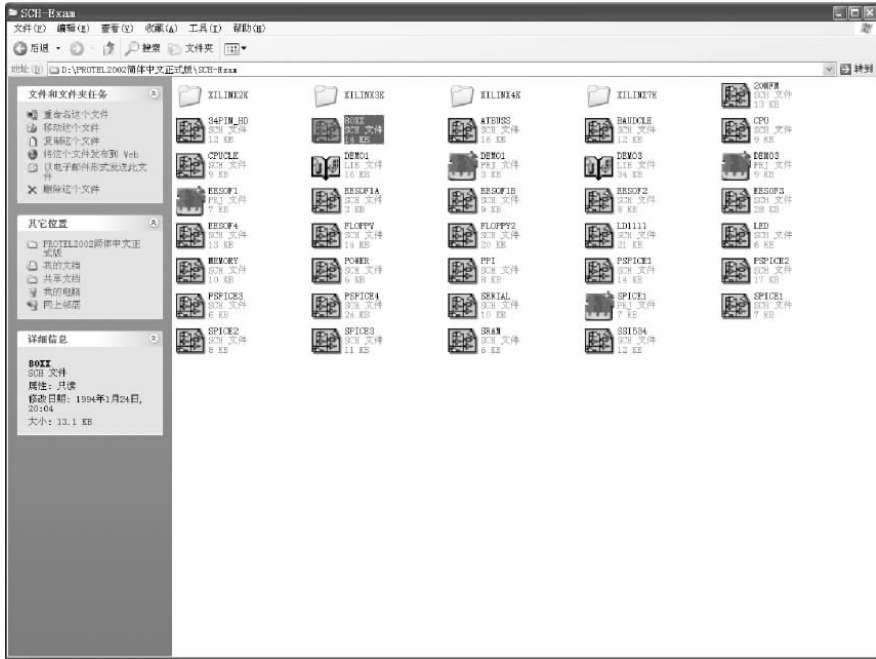 SCH-Exam
文件(F) 编辑(E) 查看(V) 收藏(A) 工具(T) 帮助(H)
后退 搜索 文件夹
地址(D) D:\PROTEL2002简体中文正式版\SCH-Exam 转到
文件和文件夹任务
重命名这个文件
移动这个文件
复制这个文件
将这个文件发布到 Web
以电子邮件形式发送此文
件
删除这个文件
其它位置
PROTEL2002简体中文正
式版
我的文档
共享文档
我的电脑
网上邻居
详细信息
SCH 文件
属性: 只读
修改日期: 1994年1月24日,
20:04
大小: 13.1 KB
XILINX2K XILINX3K XILINX4K XILINX7K
SCH 文件
13 KB
34PIN_HD ATBUSS BAUDCLK CPU
SCH 文件 SCH 文件 SCH 文件 SCH 文件 SCH 文件
12 KB 14 KB 16 KB 12 KB 9 KB
CPUCLK DEMO1 DEMO1 DEMO3 DEMO3
SCH 文件 LIB 文件 PRJ 文件 LIB 文件 PRJ 文件
9 KB 16 KB 3 KB 34 KB 9 KB
EESOF1 EESOF1A EESOF1B EESOF2 EESOF3
PRJ 文件 SCH 文件 SCH 文件 SCH 文件 SCH 文件
7 KB 3 KB 9 KB 8 KB 28 KB
EESOF4 FLOPPY FLOPPY2 LD1111 LED
SCH 文件 SCH 文件 SCH 文件 SCH 文件 SCH 文件
13 KB 14 KB 20 KB 21 KB 6 KB
MEMORY POWER PPI PSPICE1 PSPICE2
SCH 文件 SCH 文件 SCH 文件 SCH 文件 SCH 文件
10 KB 6 KB 8 KB 14 KB 17 KB
PSPICE3 PSPICE4 SERIAL SPICE1 SPICE1
SCH 文件 SCH 文件 SCH 文件 PRJ 文件 SCH 文件
6 KB 24 KB 10 KB 7 KB 7 KB
SPICE2 SPICE3 SRAM SSI534
SCH 文件 SCH 文件 SCH 文件 SCH 文件
8 KB 11 KB 6 KB 12 KB